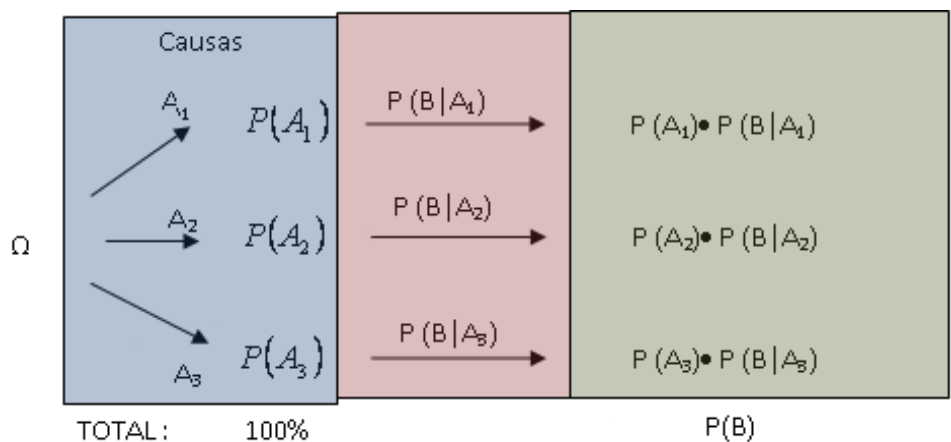 Causas
A₁ P(A₁) P (B|A₁) P (A₁)• P (B|A₁)
Ω A₂ P(A₂) P (B|A₂) P (A₂)• P (B|A₂)
A₃ P(A₃) P (B|A₃) P (A₃)• P (B|A₃)
TOTAL: 100% P(B)